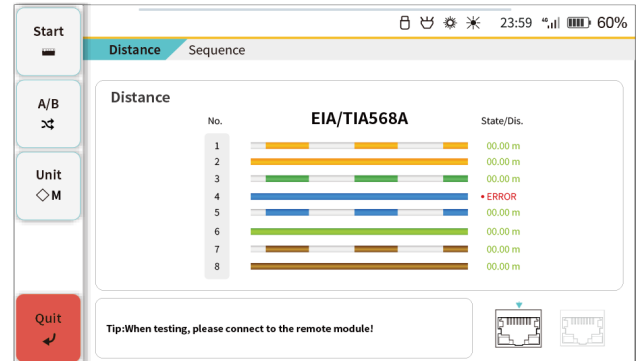 Start
23:59 60%
Distance Sequence
A/B
Distance
No. EIA/TIA568A State/Dis.
1 00.00 m
2 00.00 m
3 00.00 m
4 • ERROR
5 00.00 m
6 00.00 m
7 00.00 m
8 00.00 m
Unit
M
Quit
Tip:When testing, please connect to the remote module!